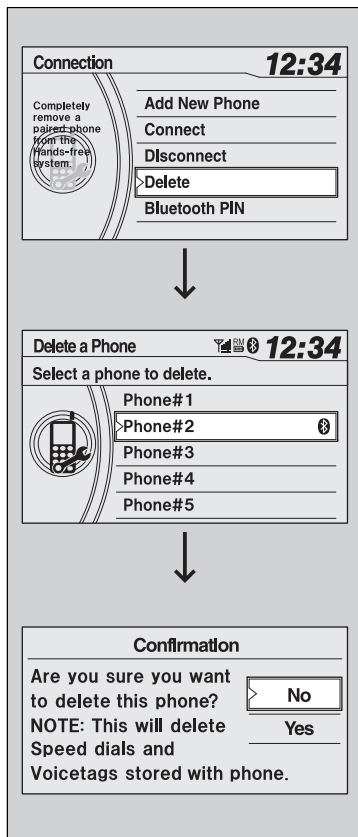 Connection 12:34
Completely
remove a
paired phone
from the
Hands-free
system.
Add New Phone
Connect
DIsconnect
Delete
Bluetooth PIN
Delete a Phone RM 12:34
Select a phone to delete.
Phone#1
Phone#2
Phone#3
Phone#4
Phone#5
Confirmation
Are you sure you want
to delete this phone?
NOTE: This will delete
Speed dials and
Voicetags stored with phone.
No
Yes